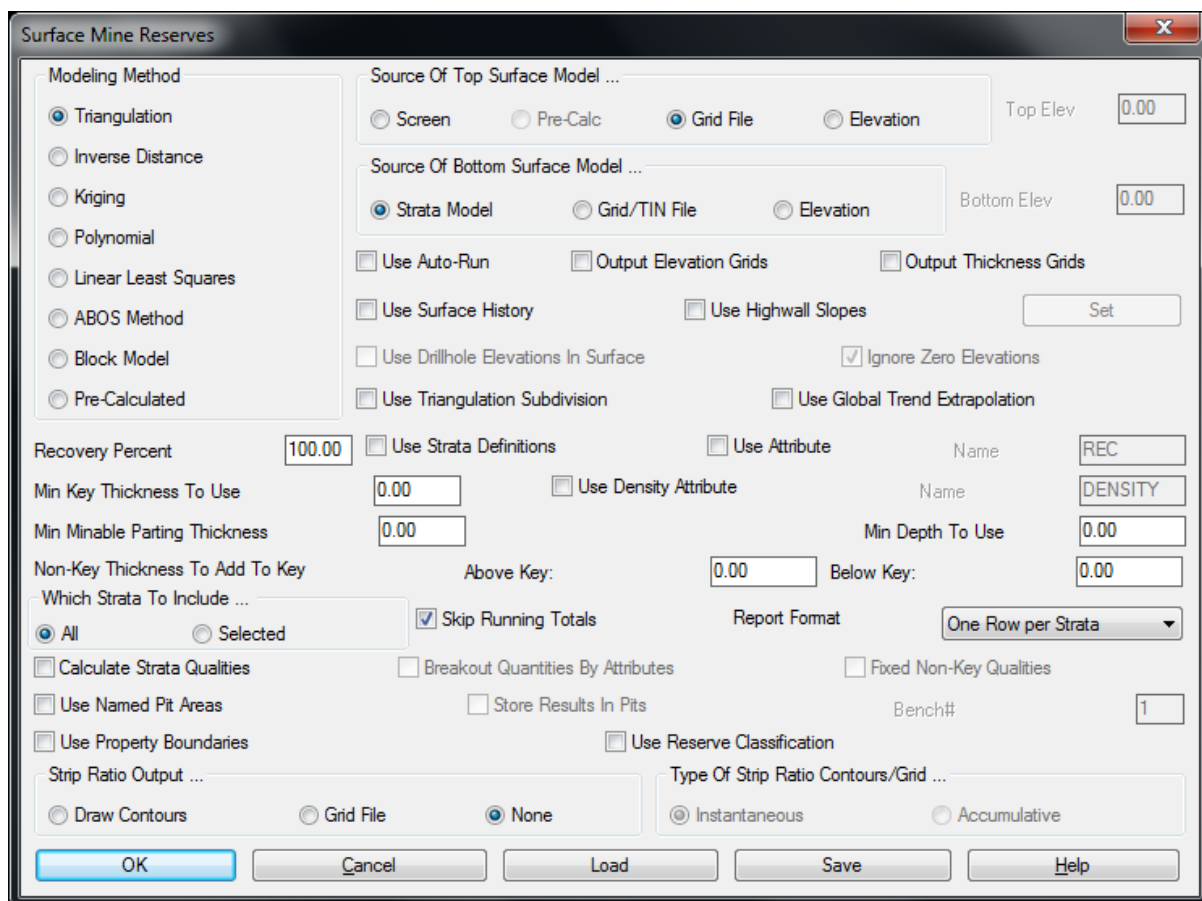 Surface Mine Reserves
Modeling Method
Triangulation
Inverse Distance
Kriging
Polynomial
Linear Least Squares
ABOS Method
Block Model
Pre-Calculated
Source Of Top Surface Model ...
Screen Pre-Calc Grid File Elevation
Top Elev 0.00
Source Of Bottom Surface Model ...
Strata Model Grid/TIN File Elevation
Bottom Elev 0.00
Use Auto-Run Output Elevation Grids Output Thickness Grids
Use Surface History Use Highwall Slopes Set
Use Drillhole Elevations In Surface Ignore Zero Elevations
Use Triangulation Subdivision Use Global Trend Extrapolation
Recovery Percent 100.00 Use Strata Definitions Use Attribute Name REC
Min Key Thickness To Use 0.00 Use Density Attribute Name DENSITY
Min Minable Parting Thickness 0.00 Min Depth To Use 0.00
Non-Key Thickness To Add To Key Above Key: 0.00 Below Key: 0.00
Which Strata To Include ...
All Selected
Skip Running Totals Report Format One Row per Strata
Calculate Strata Qualities Breakout Quantities By Attributes Fixed Non-Key Qualities
Use Named Pit Areas Store Results In Pits Bench# 1
Use Property Boundaries Use Reserve Classification
Strip Ratio Output ...
Draw Contours Grid File None
Type Of Strip Ratio Contours/Grid ...
Instantaneous Accumulative
OK Cancel Load Save Help